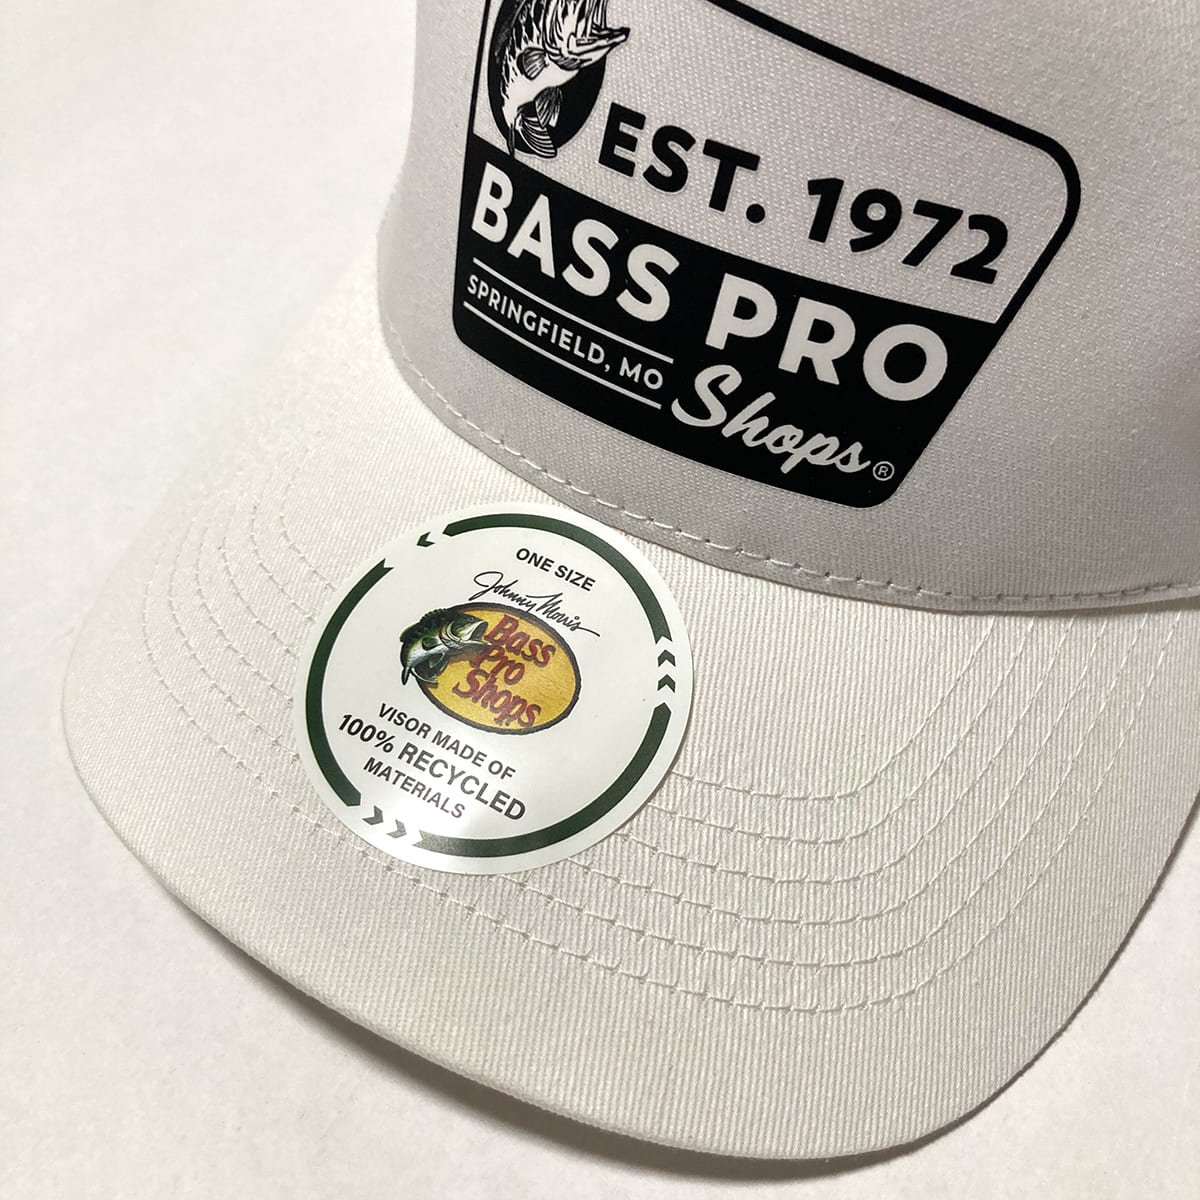 EST. 1972
BASS PRO
SPRINGFIELD, MO
Shops®
ONE SIZE
Johnny Morris
Bass
Pro
Shops
VISOR MADE OF
100% RECYCLED
MATERIALS